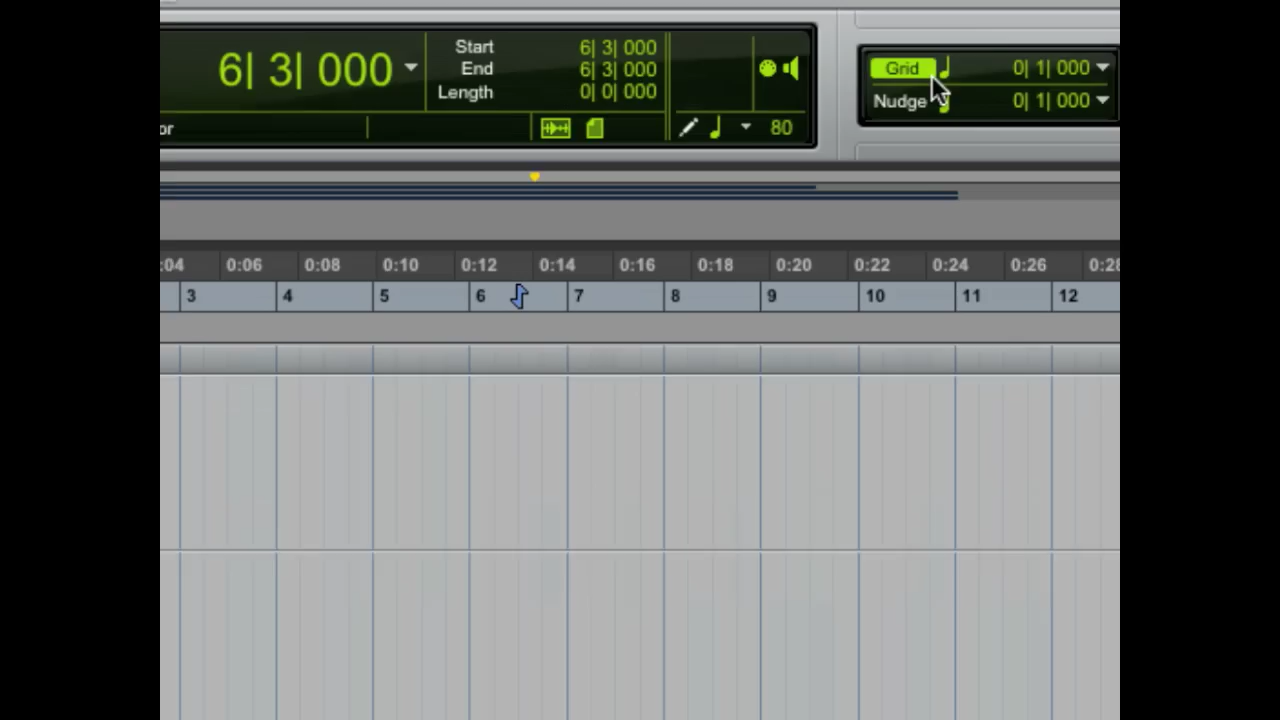 6| 3| 000
Start 6| 3| 000
End 6| 3| 000
Length 0| 0| 000
or
80
Grid 0| 1| 000
Nudge 0| 1| 000
:04 0:06 0:08 0:10 0:12 0:14 0:16 0:18 0:20 0:22 0:24 0:26 0:28
3 4 5 6 7 8 9 10 11 12